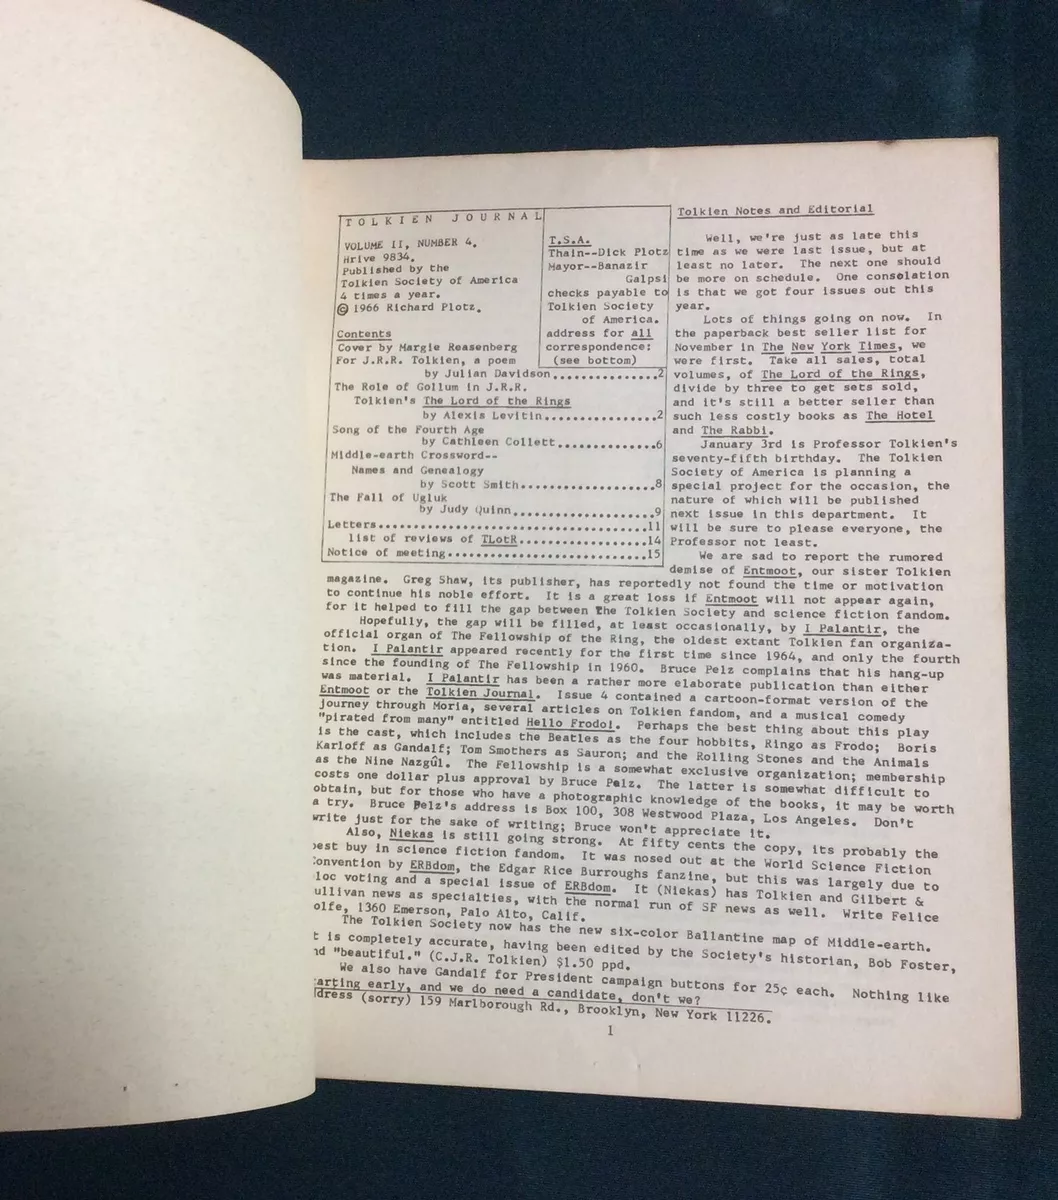 TOLKIEN JOURNAL
VOLUME II, NUMBER 4.
Hrive 9834.
Published by the
Tolkien Society of America
4 times a year.
© 1966 Richard Plotz.
Contents
Cover by Margie Reasenberg
For J.R.R. Tolkien, a poem
by Julian Davidson...............2
The Role of Gollum in J.R.R.
Tolkien's The Lord of the Rings
by Alexis Levitin................2
Song of the Fourth Age
by Cathleen Collett..............6
Middle-earth Crossword--
Names and Genealogy
by Scott Smith...................8
The Fall of Ugluk
by Judy Quinn....................9
Letters..................................11
list of reviews of TLotR..................14
Notice of meeting..........................15
T.S.A.
Thain--Dick Plotz
Mayor--Banazir
Galpsi
checks payable to
Tolkien Society
of America.
address for all
correspondence:
(see bottom)
Tolkien Notes and Editorial
Well, we're just as late this
time as we were last issue, but at
least no later. The next one should
be more on schedule. One consolation
is that we got four issues out this
year.
Lots of things going on now. In
the paperback best seller list for
November in The New York Times, we
were first. Take all sales, total
volumes, of The Lord of the Rings,
divide by three to get sets sold,
and it's still a better seller than
such less costly books as The Hotel
and The Rabbi.
January 3rd is Professor Tolkien's
seventy-fifth birthday. The Tolkien
Society of America is planning a
special project for the occasion, the
nature of which will be published
next issue in this department. It
will be sure to please everyone, the
Professor not least.
We are sad to report the rumored
demise of Entmoot, our sister Tolkien
magazine. Greg Shaw, its publisher, has reportedly not found the time or motivation
to continue his noble effort. It is a great loss if Entmoot will not appear again,
for it helped to fill the gap between the Tolkien Society and science fiction fandom.
Hopefully, the gap will be filled, at least occasionally, by I Palantir, the
official organ of The Fellowship of the Ring, the oldest extant Tolkien fan organiza-
tion. I Palantir appeared recently for the first time since 1964, and only the fourth
since the founding of The Fellowship in 1960. Bruce Pelz complains that his hang-up
was material. I Palantir has been a rather more elaborate publication than either
Entmoot or the Tolkien Journal. Issue 4 contained a cartoon-format version of the
journey through Moria, several articles on Tolkien fandom, and a musical comedy
"pirated from many" entitled Hello Frodo!. Perhaps the best thing about this play
is the cast, which includes the Beatles as the four hobbits, Ringo as Frodo; Boris
Karloff as Gandalf; Tom Smothers as Sauron; and the Rolling Stones and the Animals
as the Nine Nazgûl. The Fellowship is a somewhat exclusive organization; membership
costs one dollar plus approval by Bruce Pelz. The latter is somewhat difficult to
obtain, but for those who have a photographic knowledge of the books, it may be worth
a try. Bruce Pelz's address is Box 100, 308 Westwood Plaza, Los Angeles. Don't
write just for the sake of writing; Bruce won't appreciate it.
Also, Niekas is still going strong. At fifty cents the copy, its probably the
best buy in science fiction fandom. It was nosed out at the World Science Fiction
Convention by ERBdom, the Edgar Rice Burroughs fanzine, but this was largely due to
loc voting and a special issue of ERBdom. It (Niekas) has Tolkien and Gilbert &
ullivan news as specialties, with the normal run of SF news as well. Write Felice
olfe, 1360 Emerson, Palo Alto, Calif.
The Tolkien Society now has the new six-color Ballantine map of Middle-earth.
t is completely accurate, having been edited by the Society's historian, Bob Foster,
nd "beautiful." (C.J.R. Tolkien) $1.50 ppd.
We also have Gandalf for President campaign buttons for 25¢ each. Nothing like
arting early, and we do need a candidate, don't we?
ddress (sorry) 159 Marlborough Rd., Brooklyn, New York 11226.
1